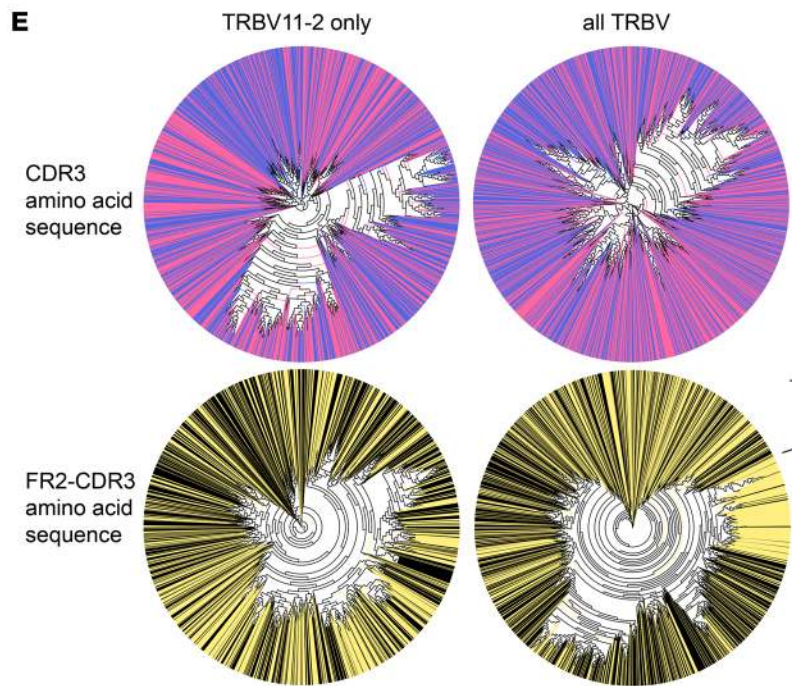 E
TRBV11-2 only
all TRBV
CDR3
amino acid
sequence
FR2-CDR3
amino acid
sequence